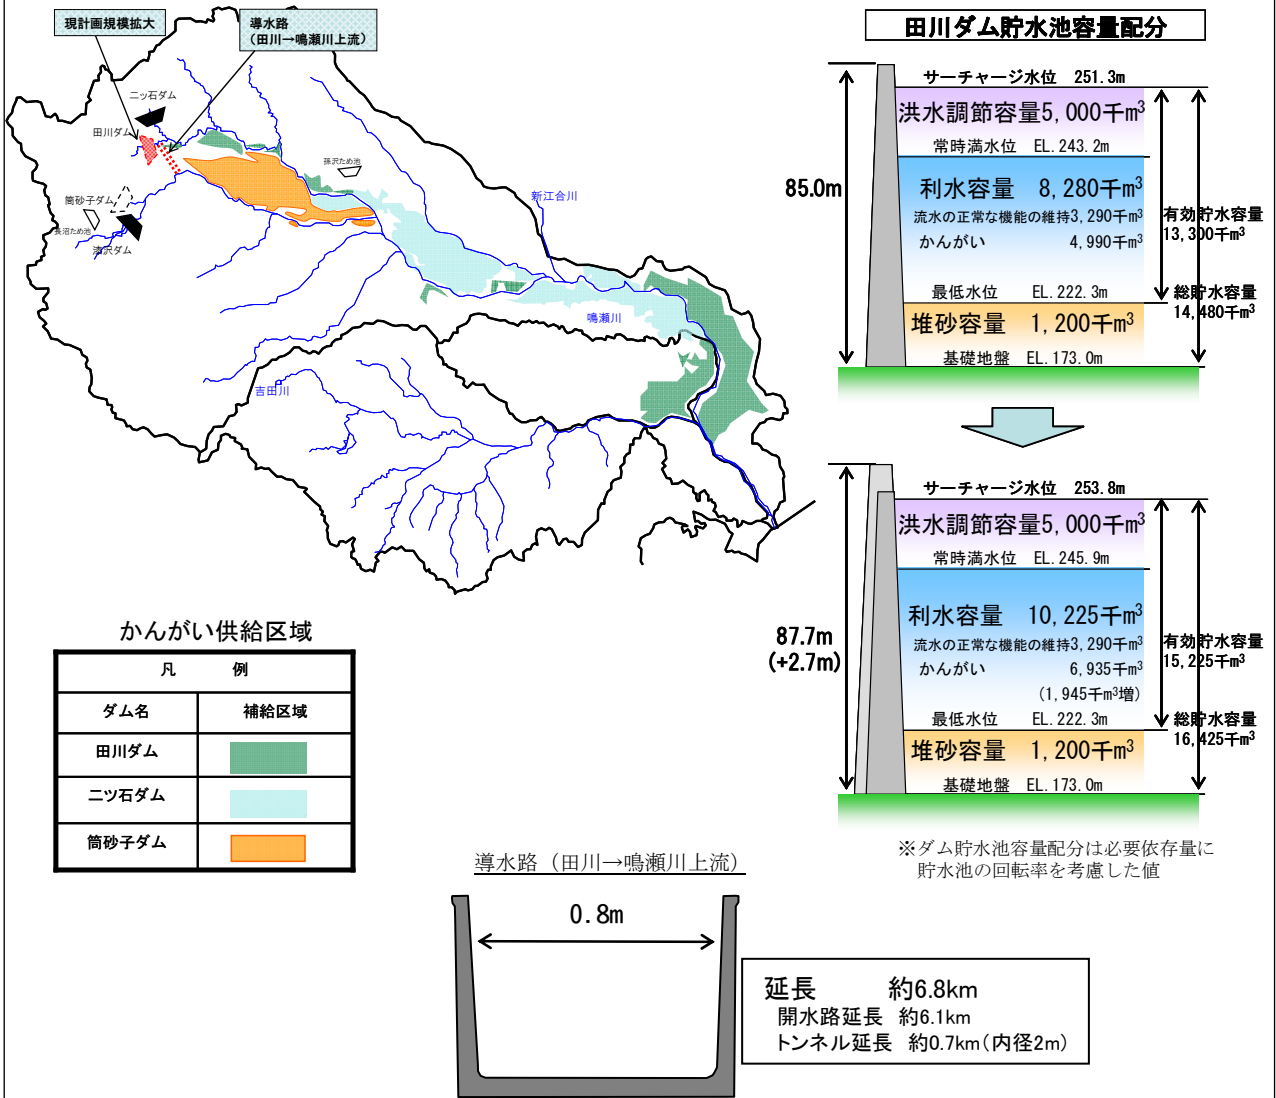 現計画規模拡大
導水路
(田川→鳴瀬川上流)
二ッ石ダム
田川ダム
筒砂子ダム
長沼ため池
漆沢ダム
孫沢ため池
新江合川
鳴瀬川
吉田川
田川ダム貯水池容量配分
サーチャージ水位 251.3m
洪水調節容量5,000千m³
常時満水位 EL.243.2m
85.0m
利水容量 8,280千m³
流水の正常な機能の維持3,290千m³
かんがい 4,990千m³
有効貯水容量
13,300千m³
最低水位 EL.222.3m
総貯水容量
14,480千m³
堆砂容量 1,200千m³
基礎地盤 EL.173.0m
サーチャージ水位 253.8m
洪水調節容量5,000千m³
常時満水位 EL.245.9m
87.7m
(+2.7m)
利水容量 10,225千m³
流水の正常な機能の維持3,290千m³
かんがい 6,935千m³
(1,945千m³増)
有効貯水容量
15,225千m³
最低水位 EL.222.3m
総貯水容量
16,425千m³
堆砂容量 1,200千m³
基礎地盤 EL.173.0m
※ダム貯水池容量配分は必要依存量に
貯水池の回転率を考慮した値
かんがい供給区域
凡 例
ダム名 補給区域
田川ダム
二ツ石ダム
筒砂子ダム
導水路（田川→鳴瀬川上流）
0.8m
延長 約6.8km
開水路延長 約6.1km
トンネル延長 約0.7km(内径2m)